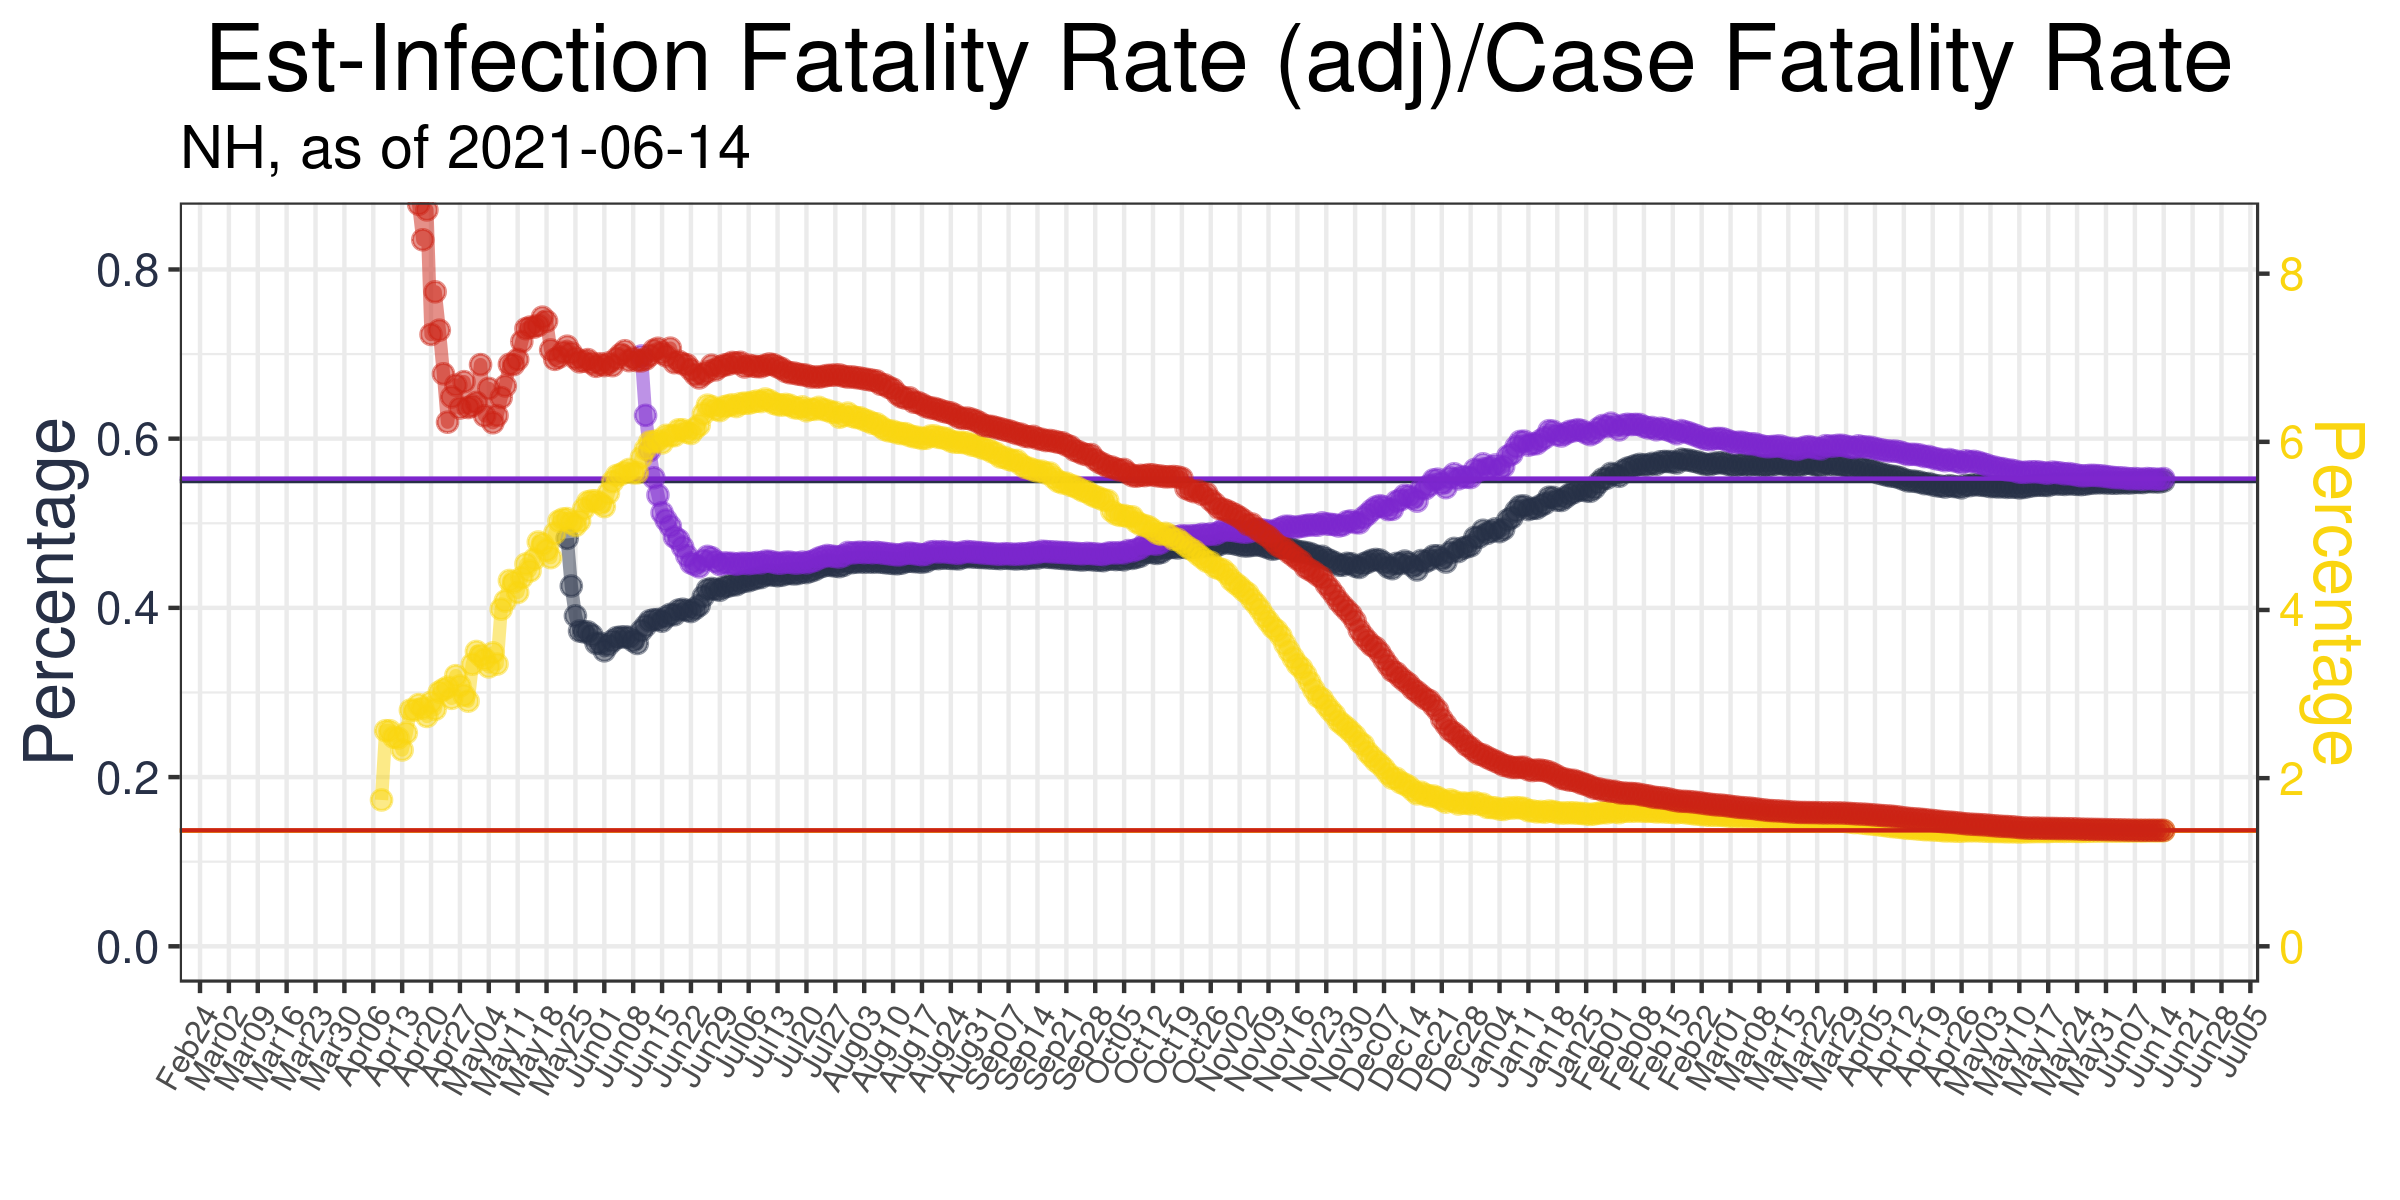 Est-Infection Fatality Rate (adj)/Case Fatality Rate
NH, as of 2021-06-14
Percentage
0.8
0.6
0.4
0.2
0.0
8
6
4
2
0
Percentage
Feb24
Mar02
Mar09
Mar16
Mar23
Mar30
Apr06
Apr13
Apr20
Apr27
May04
May11
May18
May25
Jun01
Jun08
Jun15
Jun22
Jun29
Jul06
Jul13
Jul20
Jul27
Aug03
Aug10
Aug17
Aug24
Aug31
Sep07
Sep14
Sep21
Sep28
Oct05
Oct12
Oct19
Oct26
Nov02
Nov09
Nov16
Nov23
Nov30
Dec07
Dec14
Dec21
Dec28
Jan04
Jan11
Jan18
Jan25
Feb01
Feb08
Feb15
Feb22
Mar01
Mar08
Mar15
Mar22
Mar29
Apr05
Apr12
Apr19
Apr26
May03
May10
May17
May24
May31
Jun07
Jun14
Jun21
Jun28
Jul05